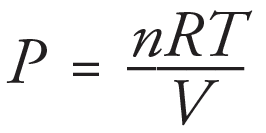 P = nRT/V